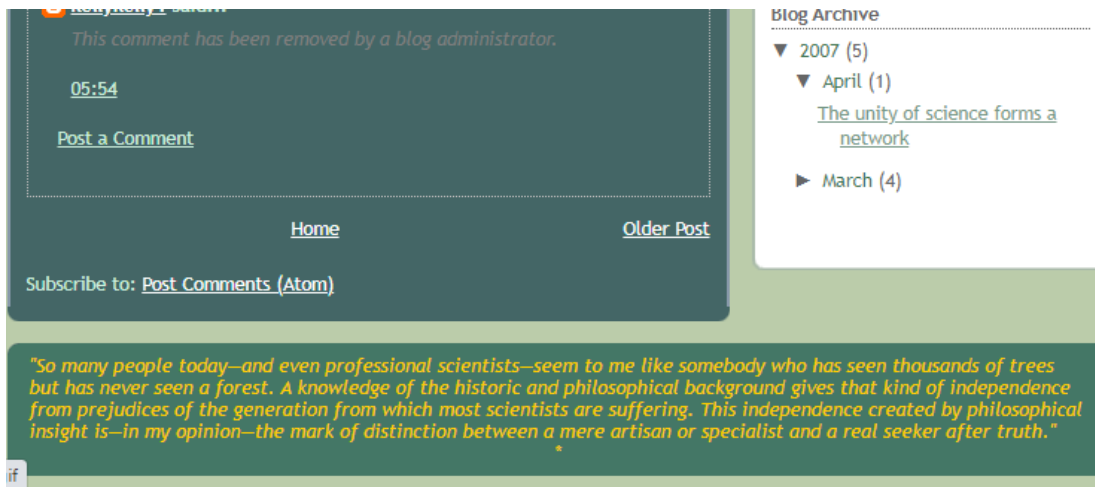 kellykelly1 said...
This comment has been removed by a blog administrator.
05:54
Post a Comment
Home
Older Post
Subscribe to: Post Comments (Atom)
Blog Archive
▼ 2007 (5)
▼ April (1)
The unity of science forms a
network
► March (4)
"So many people today—and even professional scientists—seem to me like somebody who has seen thousands of trees
but has never seen a forest. A knowledge of the historic and philosophical background gives that kind of independence
from prejudices of the generation from which most scientists are suffering. This independence created by philosophical
insight is—in my opinion—the mark of distinction between a mere artisan or specialist and a real seeker after truth."
*
if